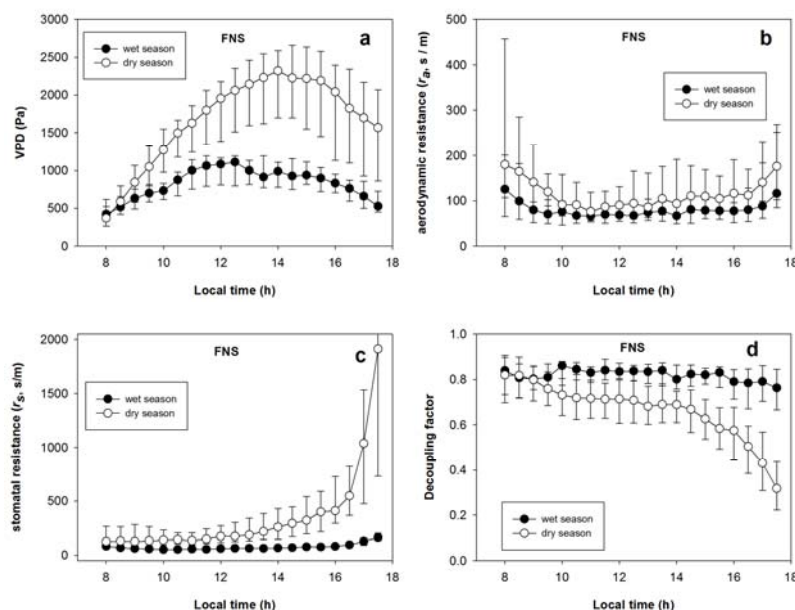 FNS
a
wet season
dry season
VPD (Pa)
3000
2500
2000
1500
1000
500
0
8 10 12 14 16 18
Local time (h)
FNS
b
wet season
dry season
aerodynamic resistance (ra, s / m)
500
400
300
200
100
0
8 10 12 14 16 18
Local time (h)
FNS
c
wet season
dry season
stomatal resistance (rs, s/m)
2000
1500
1000
500
0
8 10 12 14 16 18
Local time (h)
FNS
d
wet season
dry season
Decoupling factor
1.0
0.8
0.6
0.4
0.2
0.0
8 10 12 14 16 18
Local time (h)